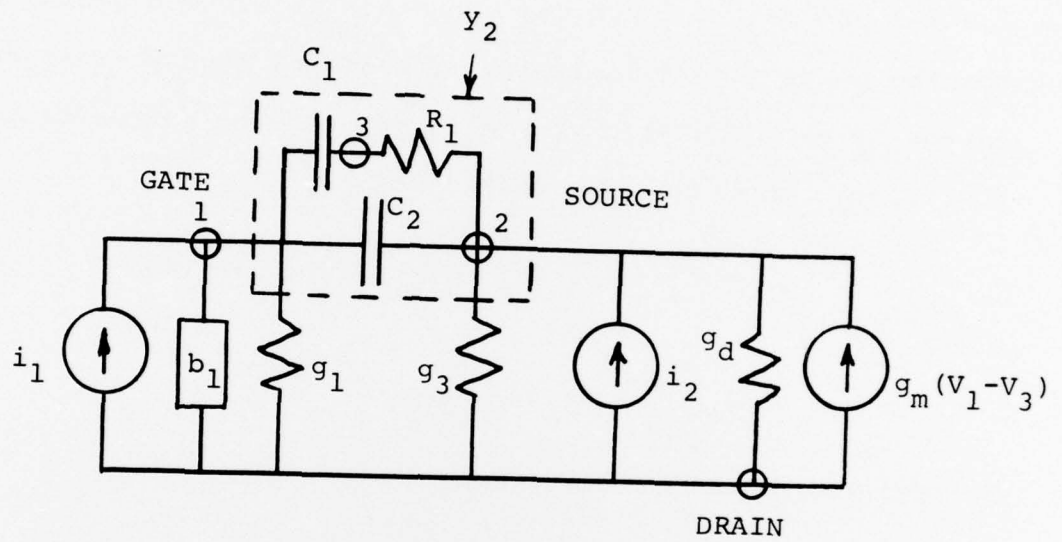 Y2
C1
3
R1
GATE
1
C2
2
SOURCE
i1
b1
g1
g3
i2
gd
gm(V1-V3)
DRAIN